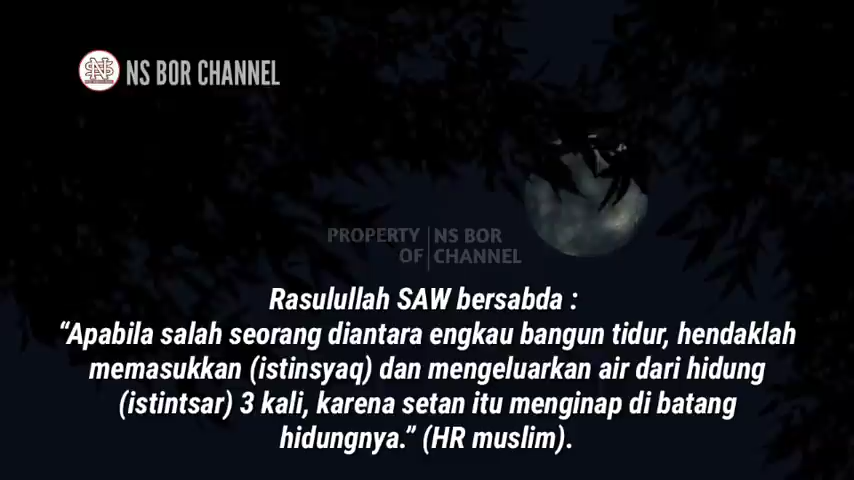 NS BOR CHANNEL
PROPERTY OF | NS BOR CHANNEL
Rasulullah SAW bersabda :
“Apabila salah seorang diantara engkau bangun tidur, hendaklah
memasukkan (istinsyaq) dan mengeluarkan air dari hidung
(istintsar) 3 kali, karena setan itu menginap di batang
hidungnya.” (HR muslim).